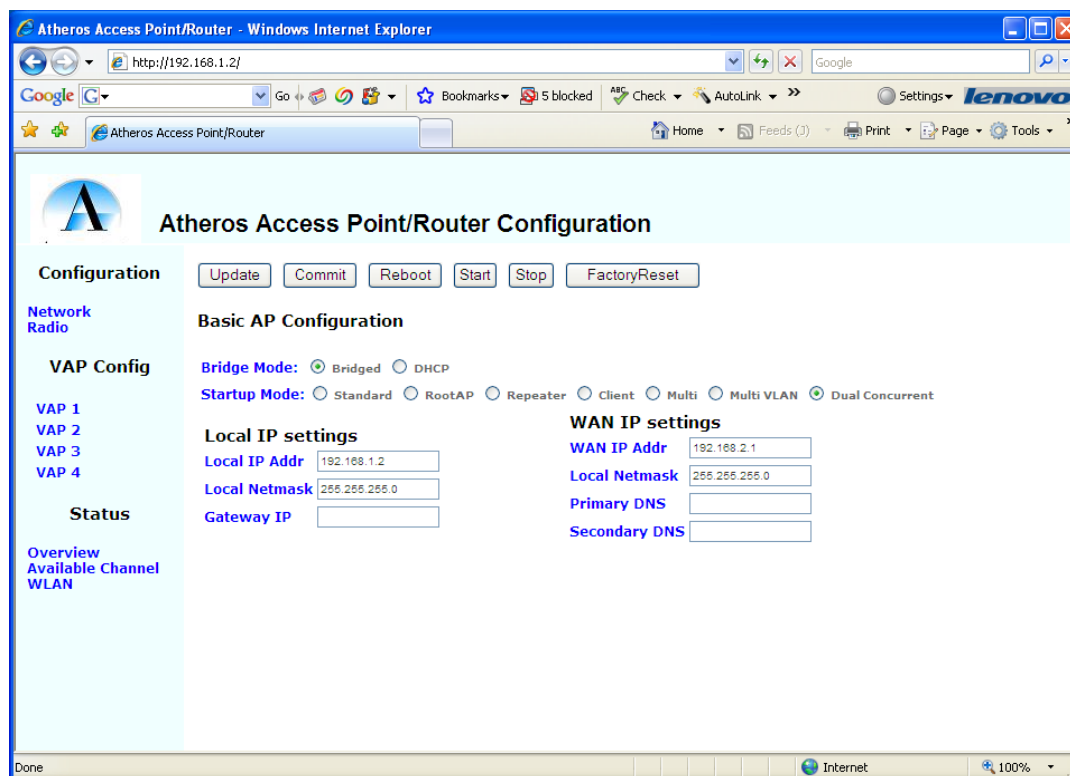 Atheros Access Point/Router - Windows Internet Explorer
http://192.168.1.2/
Google
Google G Go 5 blocked Bookmarks ABC Check AutoLink >> Settings lenovo
Atheros Access Point/Router Home Feeds (J) Print Page Tools
A
Atheros Access Point/Router Configuration
Configuration
Network
Radio
VAP Config
VAP 1
VAP 2
VAP 3
VAP 4
Status
Overview
Available Channel
WLAN
Update Commit Reboot Start Stop FactoryReset
Basic AP Configuration
Bridge Mode: Bridged DHCP
Startup Mode: Standard RootAP Repeater Client Multi Multi VLAN Dual Concurrent
Local IP settings
Local IP Addr 192.168.1.2
Local Netmask 255.255.255.0
Gateway IP
WAN IP settings
WAN IP Addr 192.168.2.1
Local Netmask 255.255.255.0
Primary DNS
Secondary DNS
Done Internet 100%